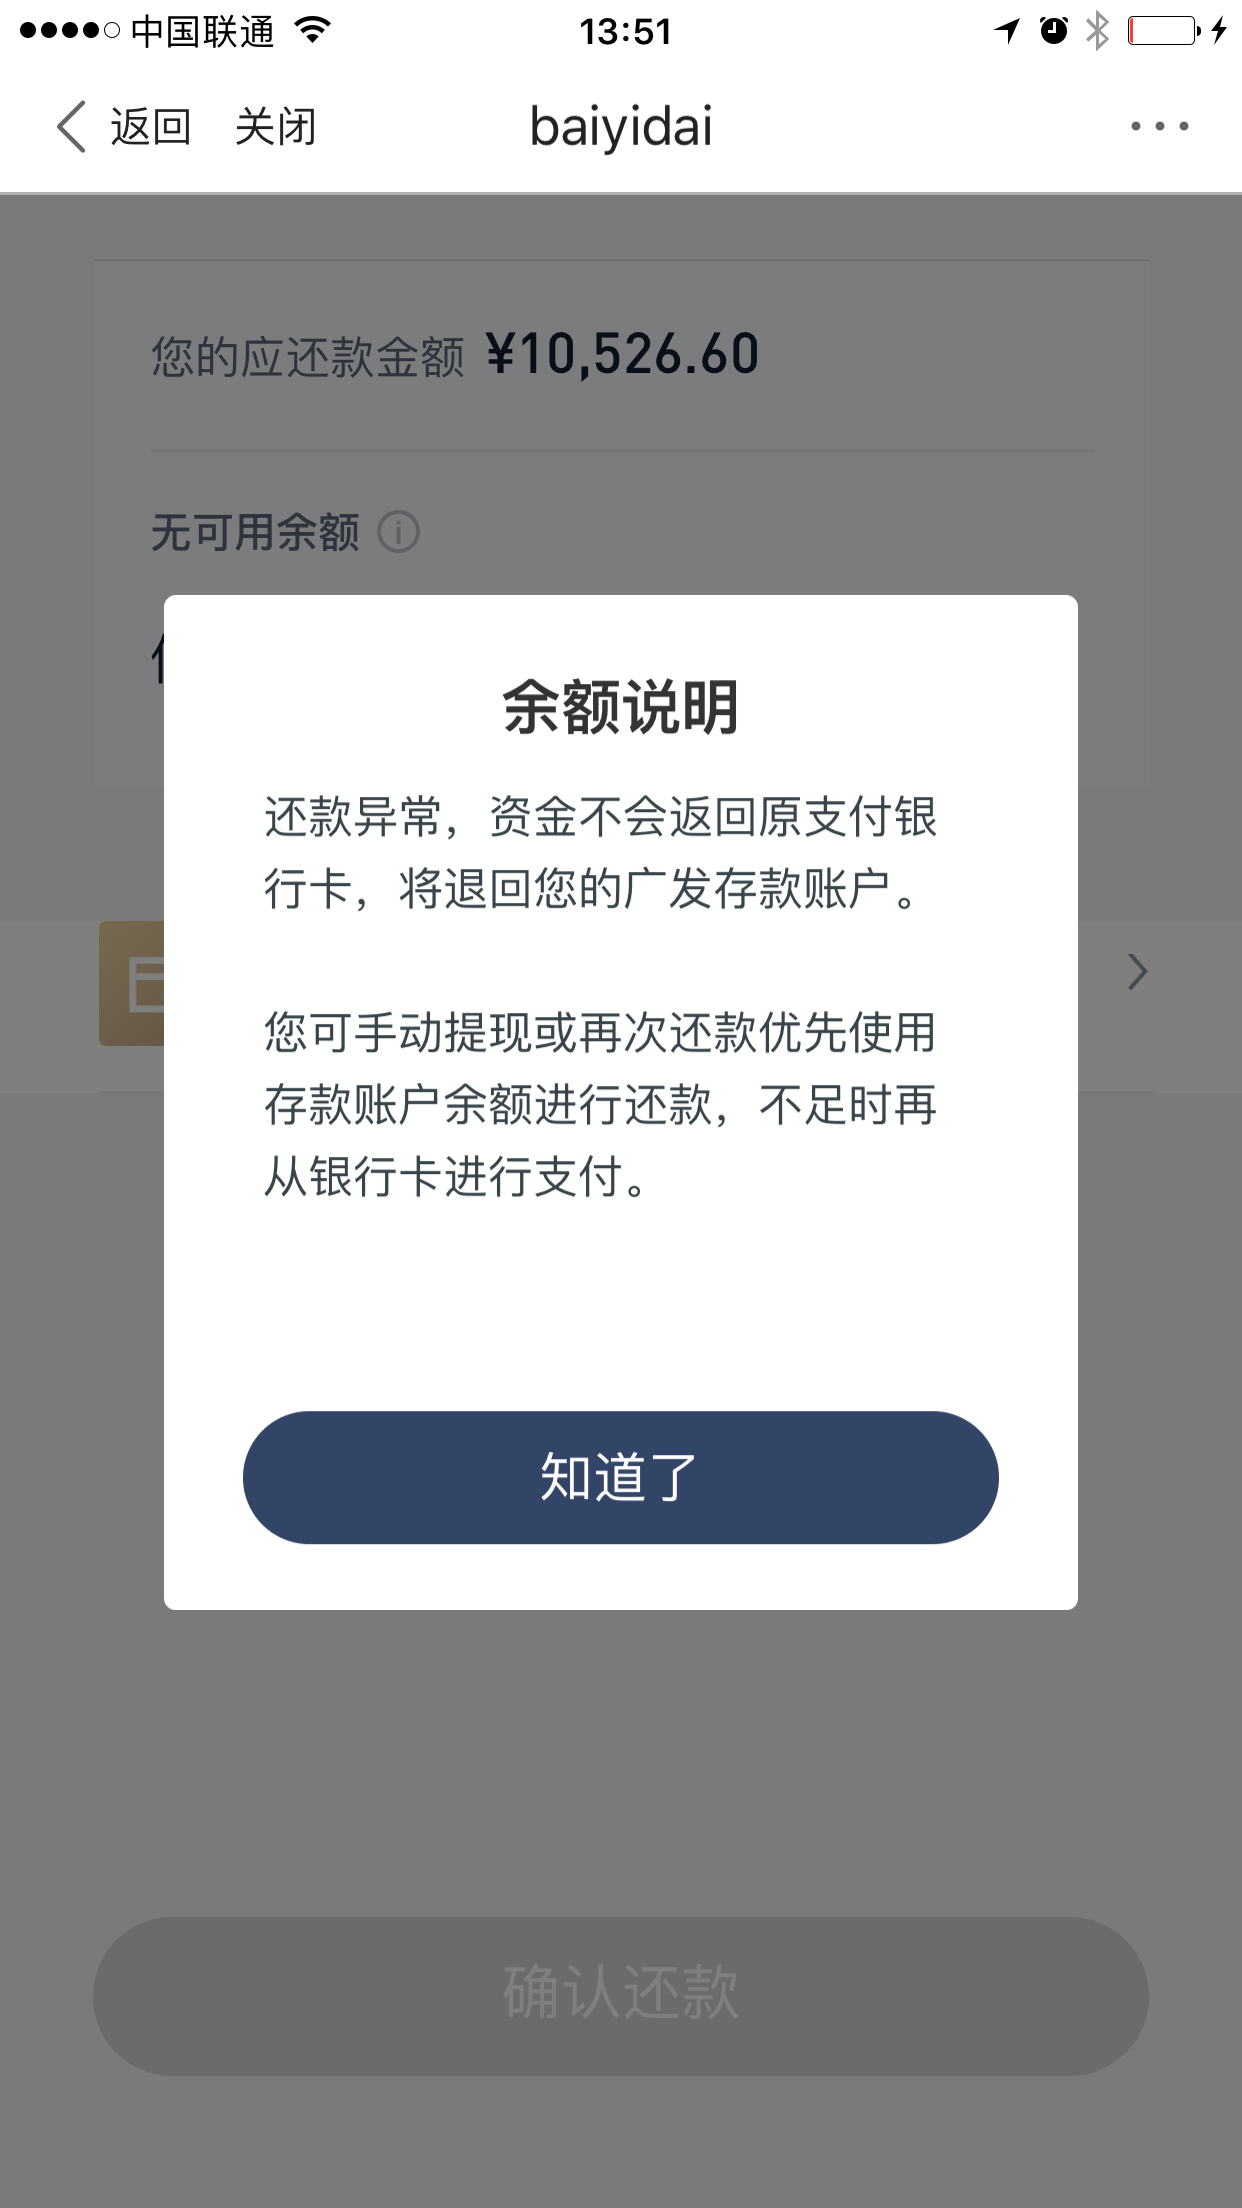 中国联通 13:51
返回 关闭 baiyidai
您的应还款金额 ¥10,526.60
无可用余额
余额说明
还款异常，资金不会返回原支付银
行卡，将退回您的广发存款账户。
您可手动提现或再次还款优先使用
存款账户余额进行还款，不足时再
从银行卡进行支付。
知道了
确认还款